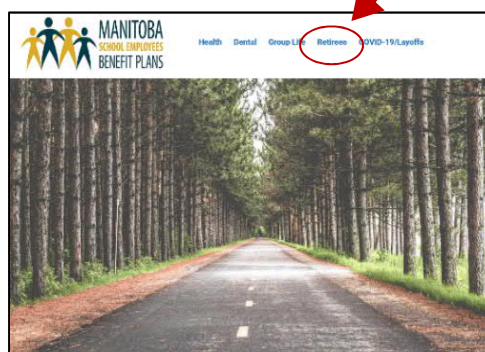 MANITOBA
SCHOOL EMPLOYEES
BENEFIT PLANS
Health Dental Group Life Retirees COVID-19/Layoffs